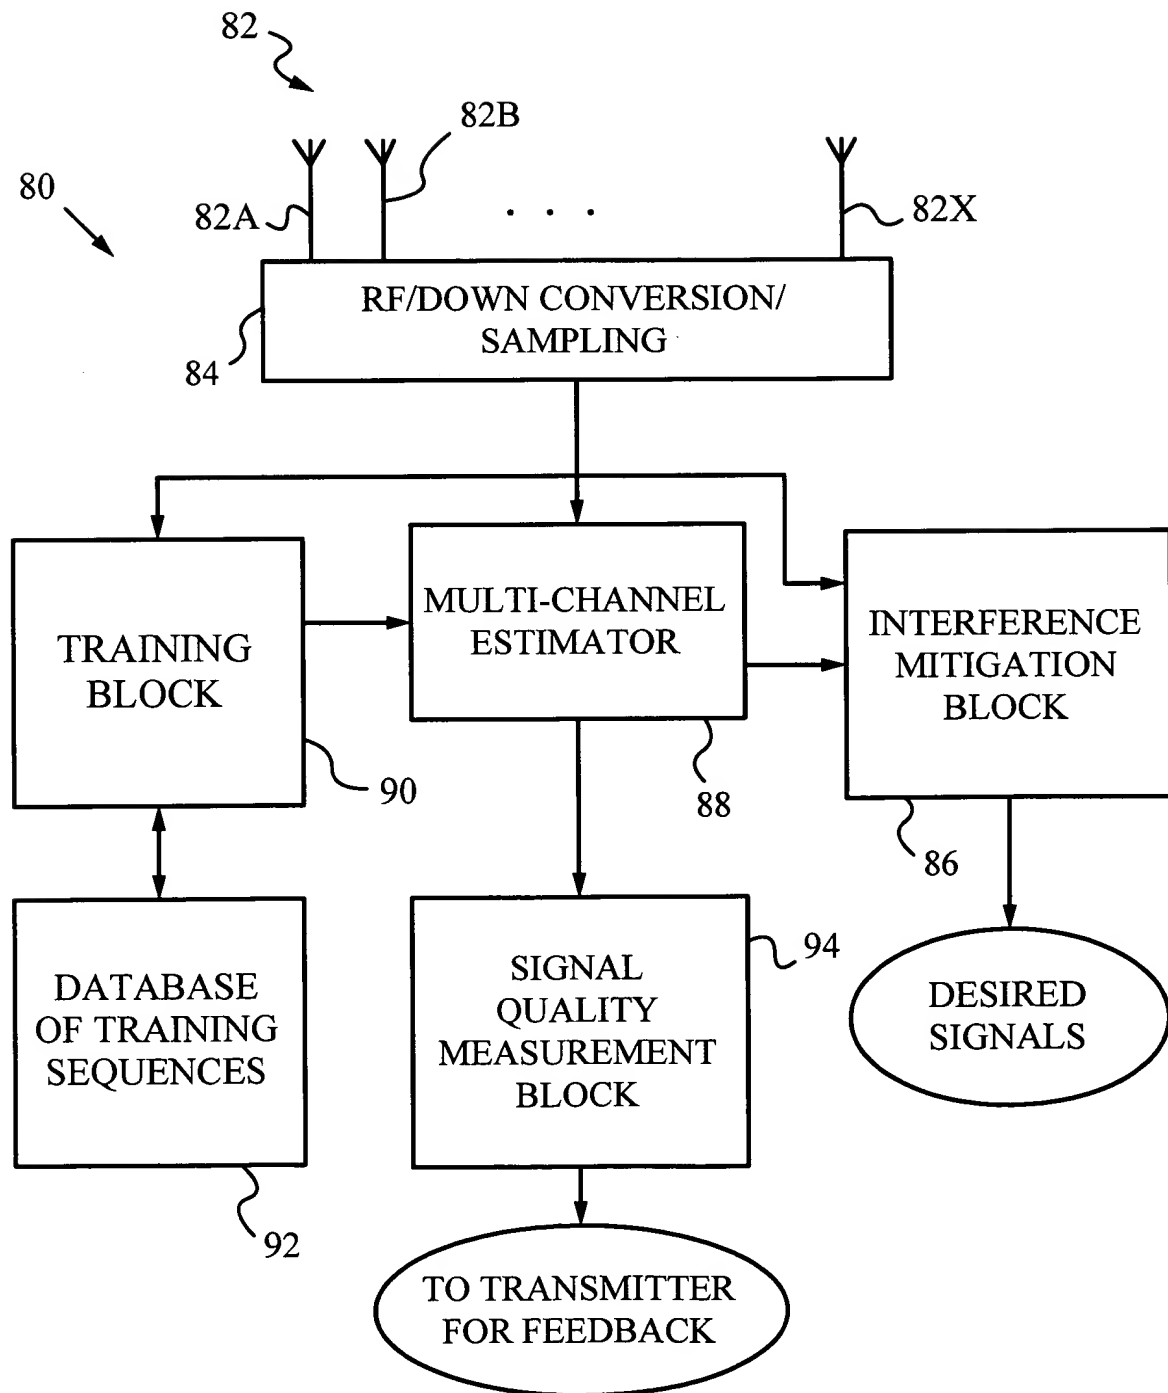 82
82B
80
82A
. . .
82X
RF/DOWN CONVERSION/
SAMPLING
84
TRAINING
BLOCK
90
MULTI-CHANNEL
ESTIMATOR
88
INTERFERENCE
MITIGATION
BLOCK
86
DATABASE
OF TRAINING
SEQUENCES
92
SIGNAL
QUALITY
MEASUREMENT
BLOCK
94
DESIRED
SIGNALS
TO TRANSMITTER
FOR FEEDBACK